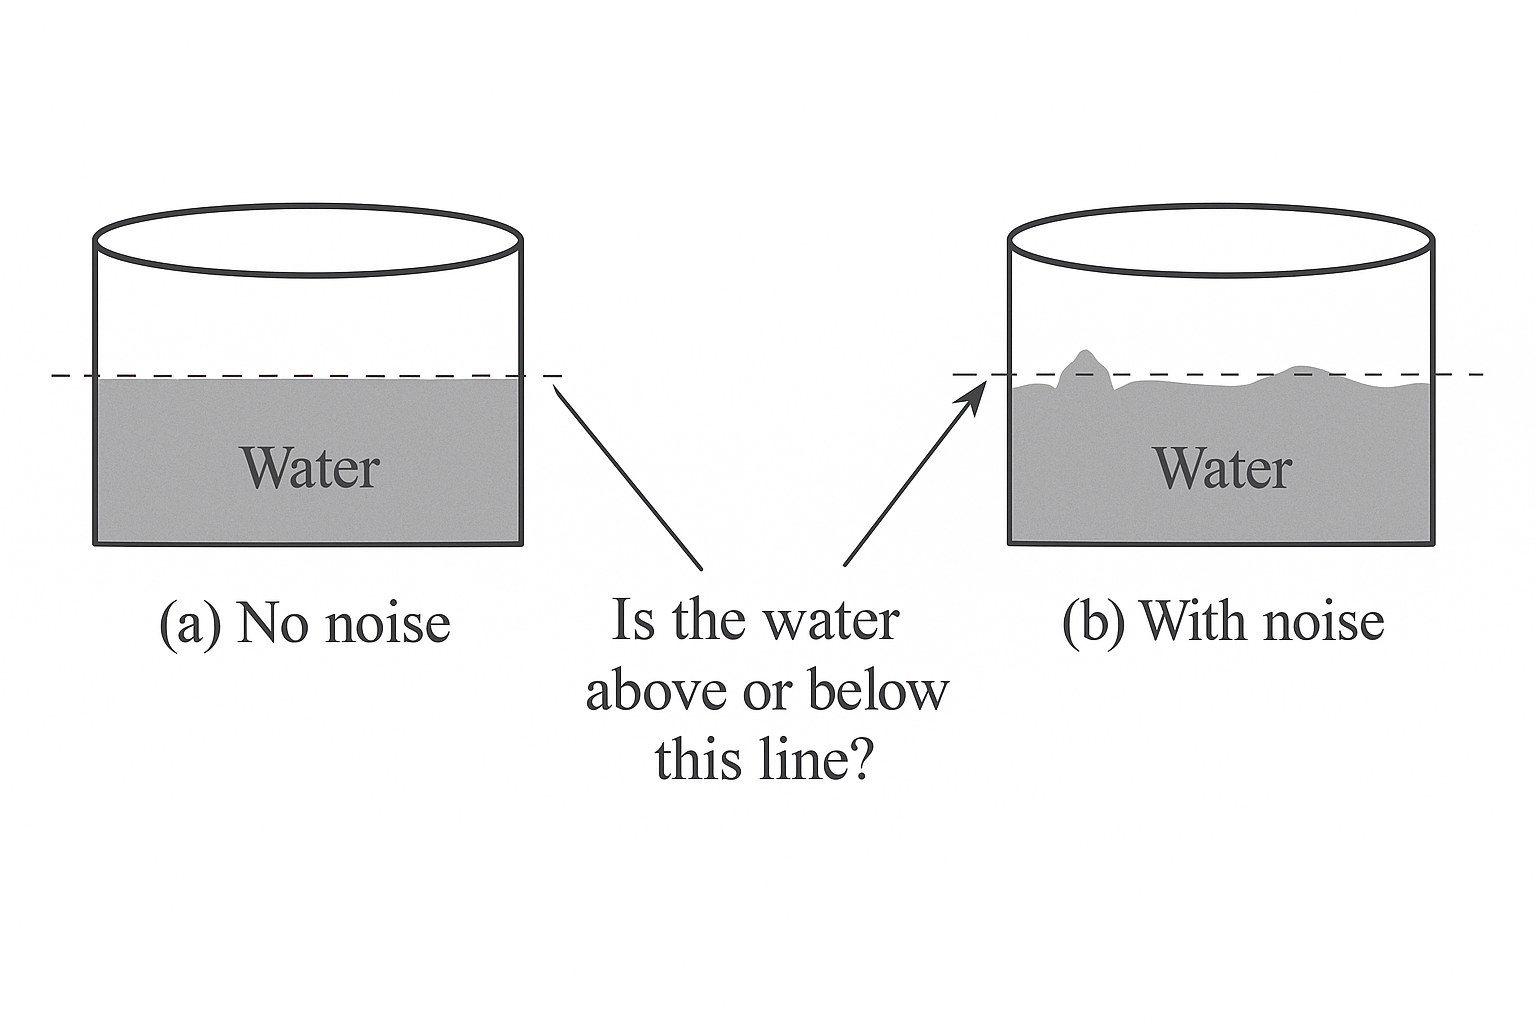 Water
Water
(a) No noise
Is the water
above or below
this line?
(b) With noise